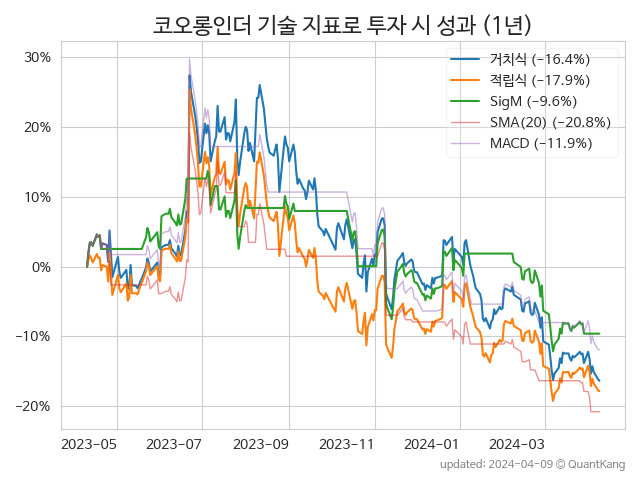 코오롱인더 기술 지표로 투자 시 성과 (1년)
30%
20%
10%
0%
−10%
−20%
거치식 (−16.4%)
적립식 (−17.9%)
SigM (−9.6%)
SMA(20) (−20.8%)
MACD (−11.9%)
2023-05 2023-07 2023-09 2023-11 2024-01 2024-03
updated: 2024-04-09 © QuantKang